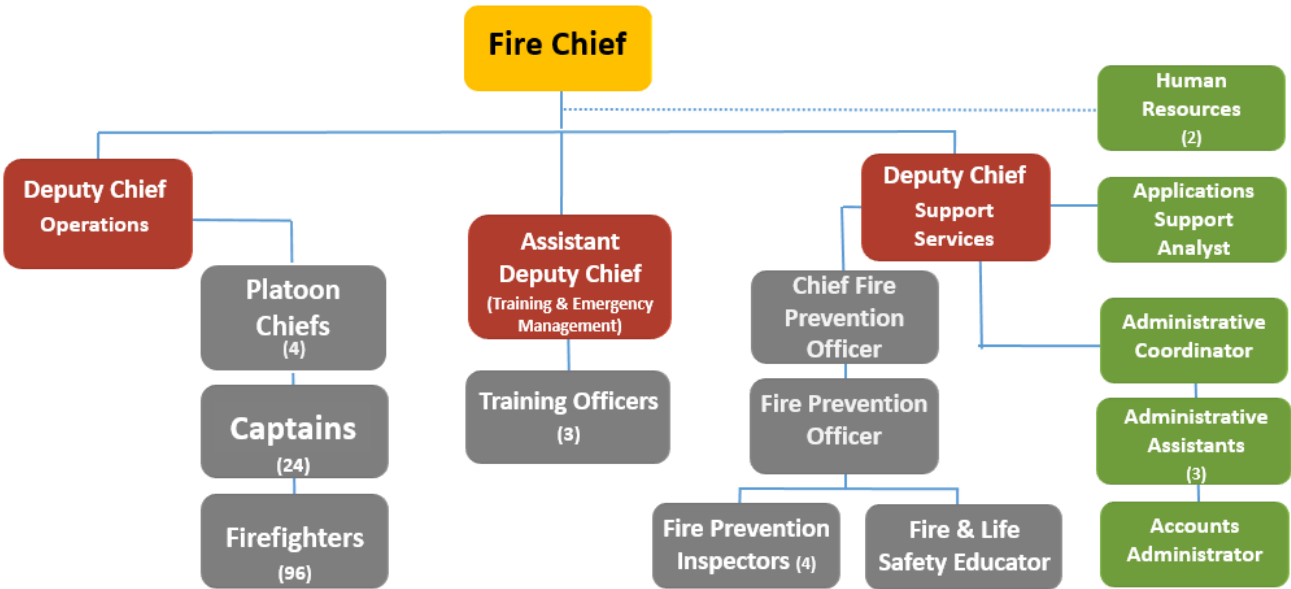 Fire Chief
Human
Resources
(2)
Deputy Chief
Operations
Assistant
Deputy Chief
(Training & Emergency
Management)
Deputy Chief
Support
Services
Applications
Support
Analyst
Platoon
Chiefs
(4)
Chief Fire
Prevention
Officer
Administrative
Coordinator
Captains
(24)
Training Officers
(3)
Fire Prevention
Officer
Administrative
Assistants
(3)
Firefighters
(96)
Fire Prevention
Inspectors (4)
Fire & Life
Safety Educator
Accounts
Administrator